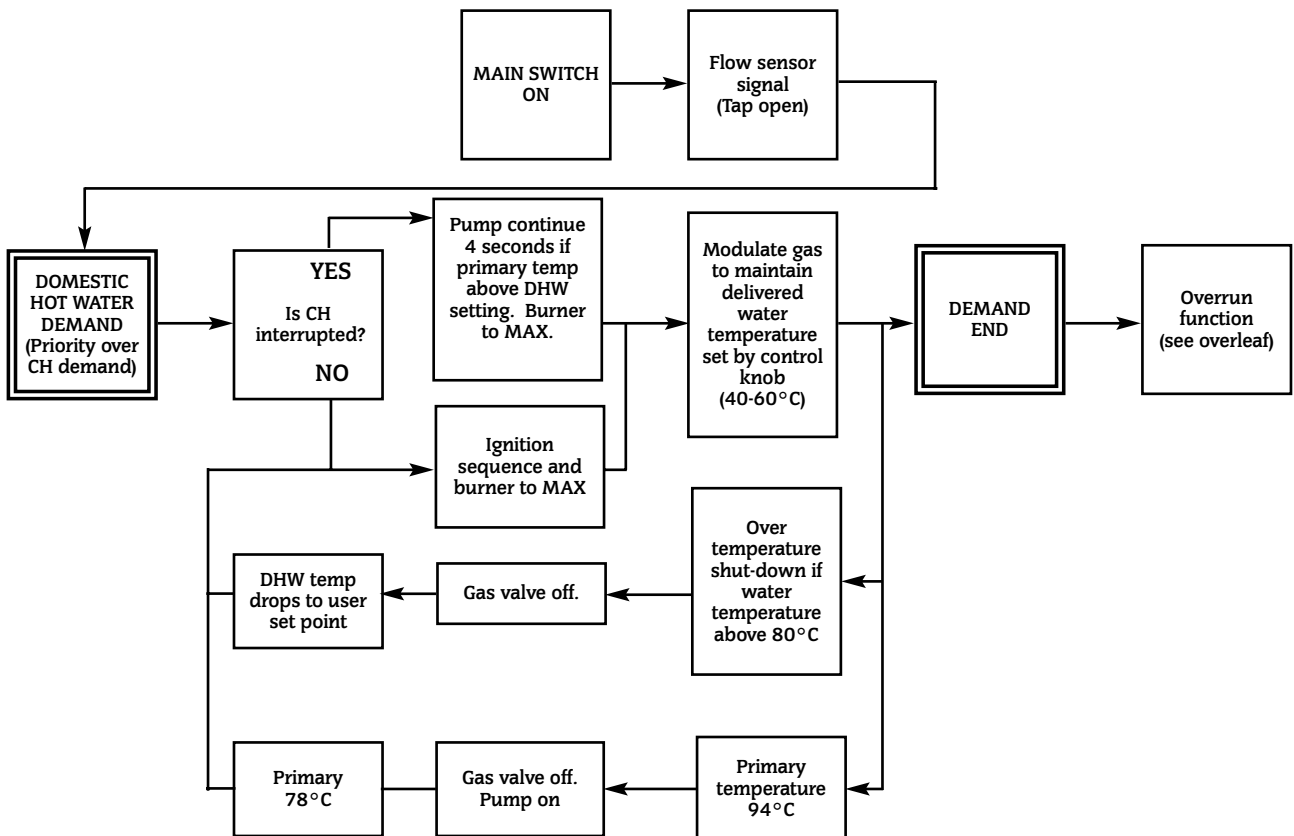 MAIN SWITCH
ON
Flow sensor
signal
(Tap open)
DOMESTIC
HOT WATER
DEMAND
(Priority over
CH demand)
YES
Is CH
interrupted?
NO
Pump continue
4 seconds if
primary temp
above DHW
setting. Burner
to MAX.
Ignition
sequence and
burner to MAX
Modulate gas
to maintain
delivered
water
temperature
set by control
knob
(40-60°C)
DEMAND
END
Overrun
function
(see overleaf)
Over
temperature
shut-down if
water
temperature
above 80°C
Gas valve off.
DHW temp
drops to user
set point
Primary
temperature
94°C
Gas valve off.
Pump on
Primary
78°C